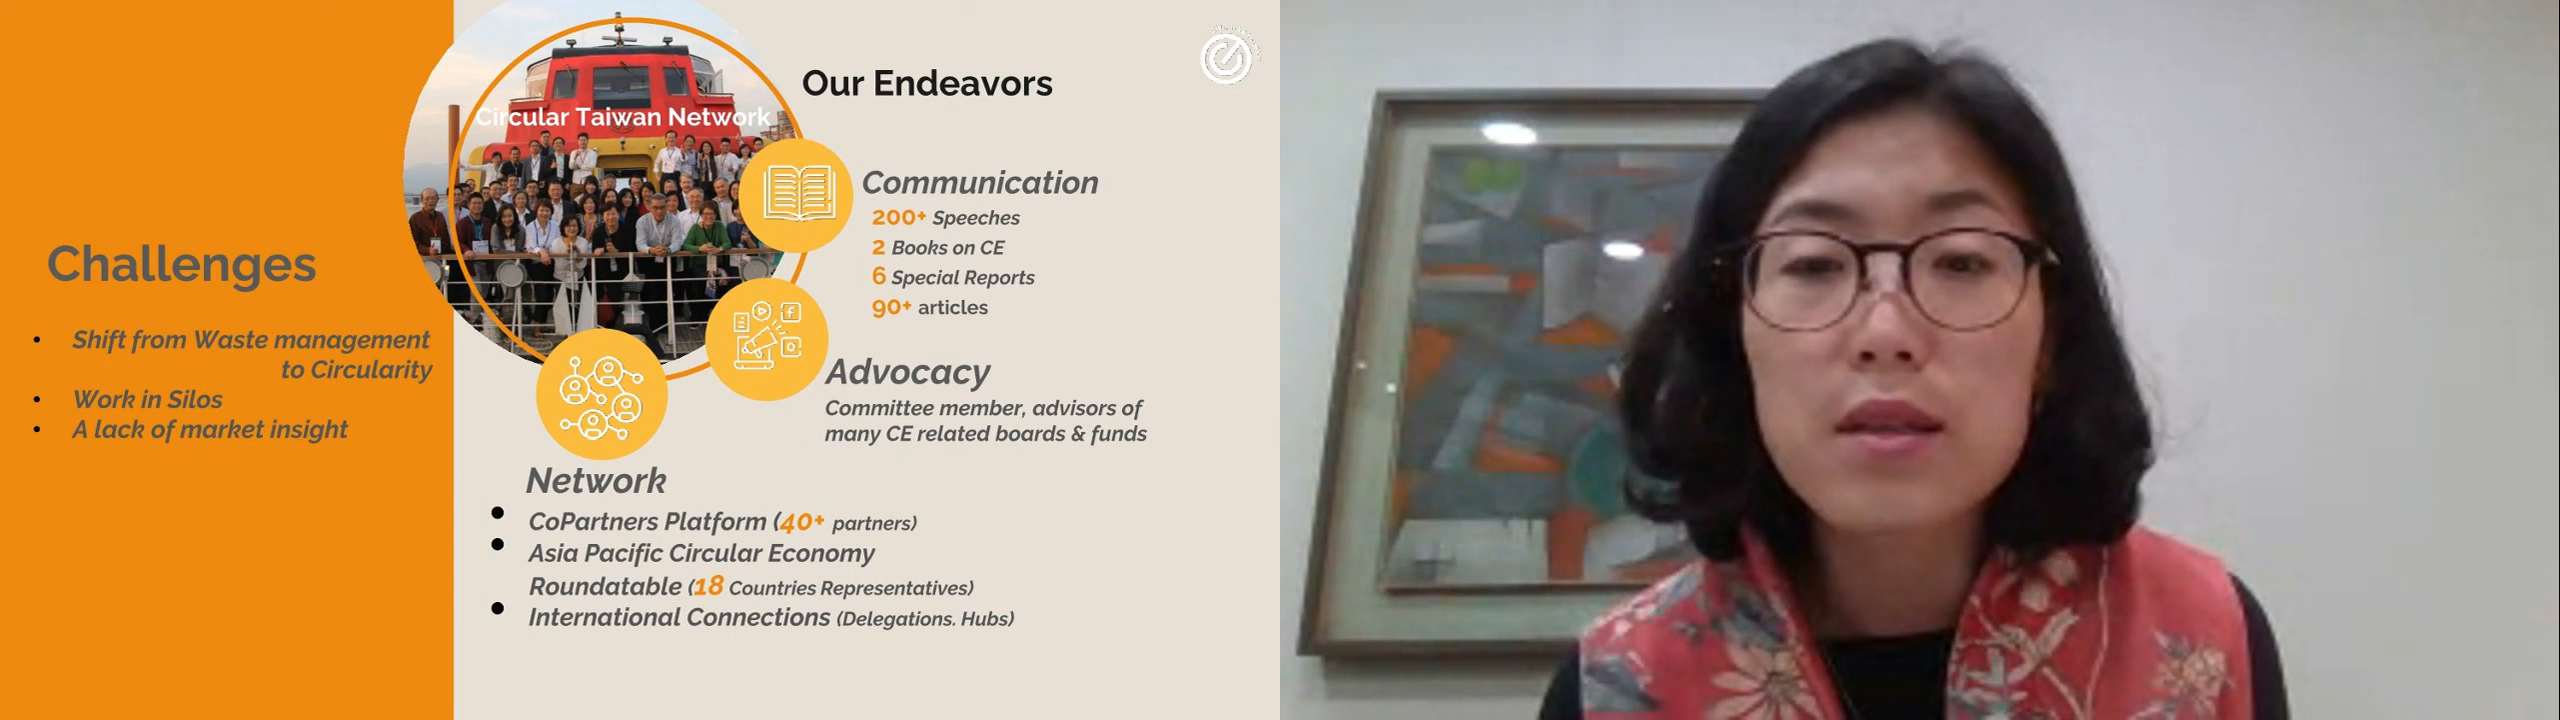 Circular Taiwan Network
Our Endeavors
Challenges
• Shift from Waste management
to Circularity
• Work in Silos
• A lack of market insight
Communication
200+ Speeches
2 Books on CE
6 Special Reports
90+ articles
Advocacy
Committee member, advisors of
many CE related boards & funds
Network
• CoPartners Platform (40+ partners)
• Asia Pacific Circular Economy
Roundatable (18 Countries Representatives)
• International Connections (Delegations. Hubs)